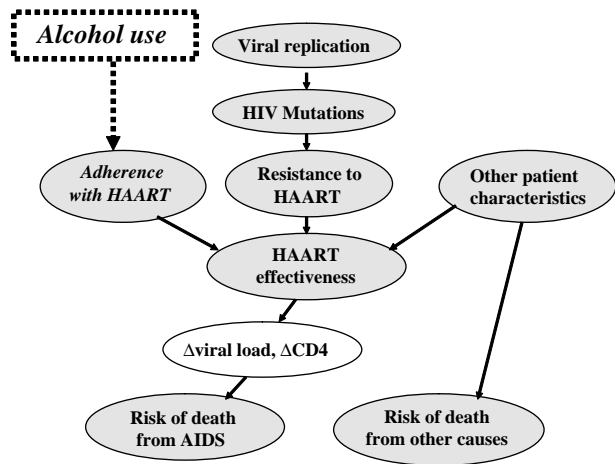 Alcohol use
Viral replication
HIV Mutations
Adherence
with HAART
Resistance to
HAART
Other patient
characteristics
HAART
effectiveness
Δviral load, ΔCD4
Risk of death
from AIDS
Risk of death
from other causes